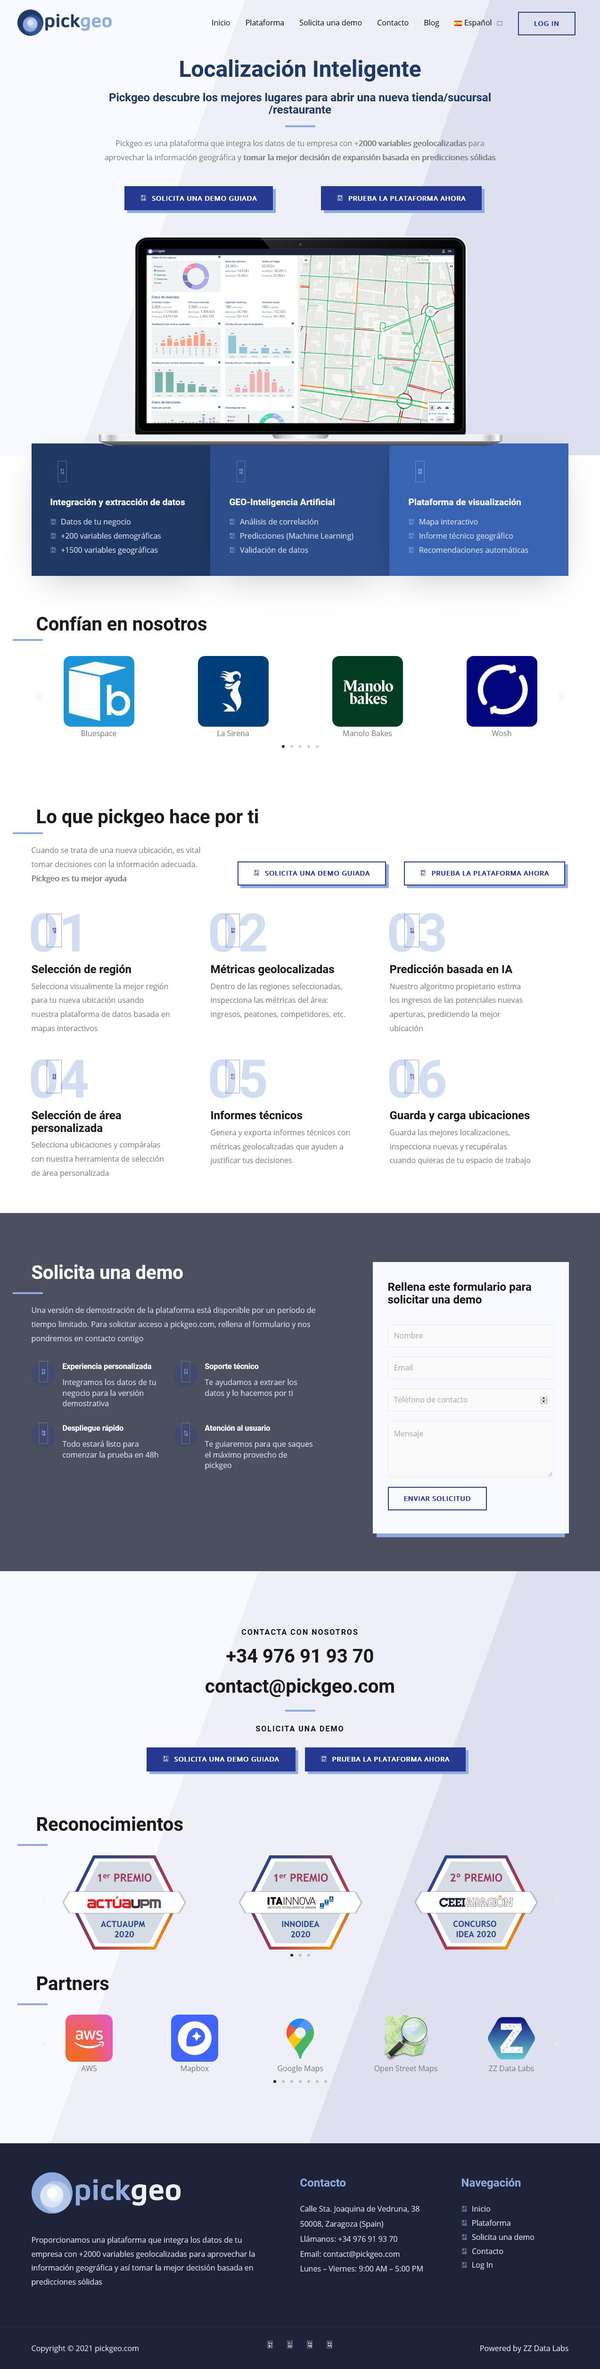 pickgeo
Inicio Plataforma Solicita una demo Contacto Blog Español LOG IN
Localización Inteligente
Pickgeo descubre los mejores lugares para abrir una nueva tienda/sucursal
/restaurante
Pickgeo es una plataforma que integra los datos de tu empresa con +2000 variables geolocalizadas para
aprovechar la información geográfica y tomar la mejor decisión de expansión basada en predicciones sólidas
SOLICITA UNA DEMO GUIADA PRUEBA LA PLATAFORMA AHORA
Integración y extracción de datos
Datos de tu negocio
+200 variables demográficas
+1500 variables geográficas
GEO-Inteligencia Artificial
Análisis de correlación
Predicciones (Machine Learning)
Validación de datos
Plataforma de visualización
Mapa interactivo
Informe técnico geográfico
Recomendaciones automáticas
Confían en nosotros
b
Manolo
bakes
Bluespace La Sirena Manolo Bakes Wosh
Lo que pickgeo hace por ti
Cuando se trata de una nueva ubicación, es vital
tomar decisiones con la información adecuada.
Pickgeo es tu mejor ayuda
SOLICITA UNA DEMO GUIADA PRUEBA LA PLATAFORMA AHORA
01
Selección de región
Selecciona visualmente la mejor región
para tu nueva ubicación usando
nuestra plataforma de datos basada en
mapas interactivos
02
Métricas geolocalizadas
Dentro de las regiones seleccionadas,
inspecciona las métricas del área:
ingresos, peatones, competidores, etc.
03
Predicción basada en IA
Nuestro algoritmo propietario estima
los ingresos de las potenciales nuevas
aperturas, prediciendo la mejor
ubicación
04
Selección de área
personalizada
Selecciona ubicaciones y compáralas
con nuestra herramienta de selección
de área personalizada
05
Informes técnicos
Genera y exporta informes técnicos con
métricas geolocalizadas que ayuden a
justificar tus decisiones
06
Guarda y carga ubicaciones
Guarda las mejores localizaciones,
inspecciona nuevas y recupéralas
cuando quieras de tu espacio de trabajo
Solicita una demo
Una versión de demostración de la plataforma está disponible por un período de
tiempo limitado. Para solicitar acceso a pickgeo.com, rellena el formulario y nos
pondremos en contacto contigo
Experiencia personalizada
Integramos los datos de tu
negocio para la versión
demostrativa
Soporte técnico
Te ayudamos a extraer los
datos y lo hacemos por ti
Despliegue rápido
Todo estará listo para
comenzar la prueba en 48h
Atención al usuario
Te guiaremos para que saques
el máximo provecho de
pickgeo
Rellena este formulario para
solicitar una demo
Nombre
Email
Teléfono de contacto
Mensaje
ENVIAR SOLICITUD
CONTACTA CON NOSOTROS
+34 976 91 93 70
contact@pickgeo.com
SOLICITA UNA DEMO
SOLICITA UNA DEMO GUIADA PRUEBA LA PLATAFORMA AHORA
Reconocimientos
1er PREMIO
ACTÚAUPM
ACTUAUPM
2020
1er PREMIO
ITAINNOVA
INNOIDEA
2020
2º PREMIO
CEEIARAGÓN
CONCURSO
IDEA 2020
Partners
aws
Z
AWS Mapbox Google Maps Open Street Maps ZZ Data Labs
pickgeo
Proporcionamos una plataforma que integra los datos de tu
empresa con +2000 variables geolocalizadas para aprovechar la
información geográfica y así tomar la mejor decisión basada en
predicciones sólidas
Contacto
Calle Sta. Joaquina de Vedruna, 38
50008, Zaragoza (Spain)
Llámanos: +34 976 91 93 70
Email: contact@pickgeo.com
Lunes – Viernes: 9:00 AM – 5:00 PM
Navegación
Inicio
Plataforma
Solicita una demo
Contacto
Log In
Copyright © 2021 pickgeo.com
Powered by ZZ Data Labs